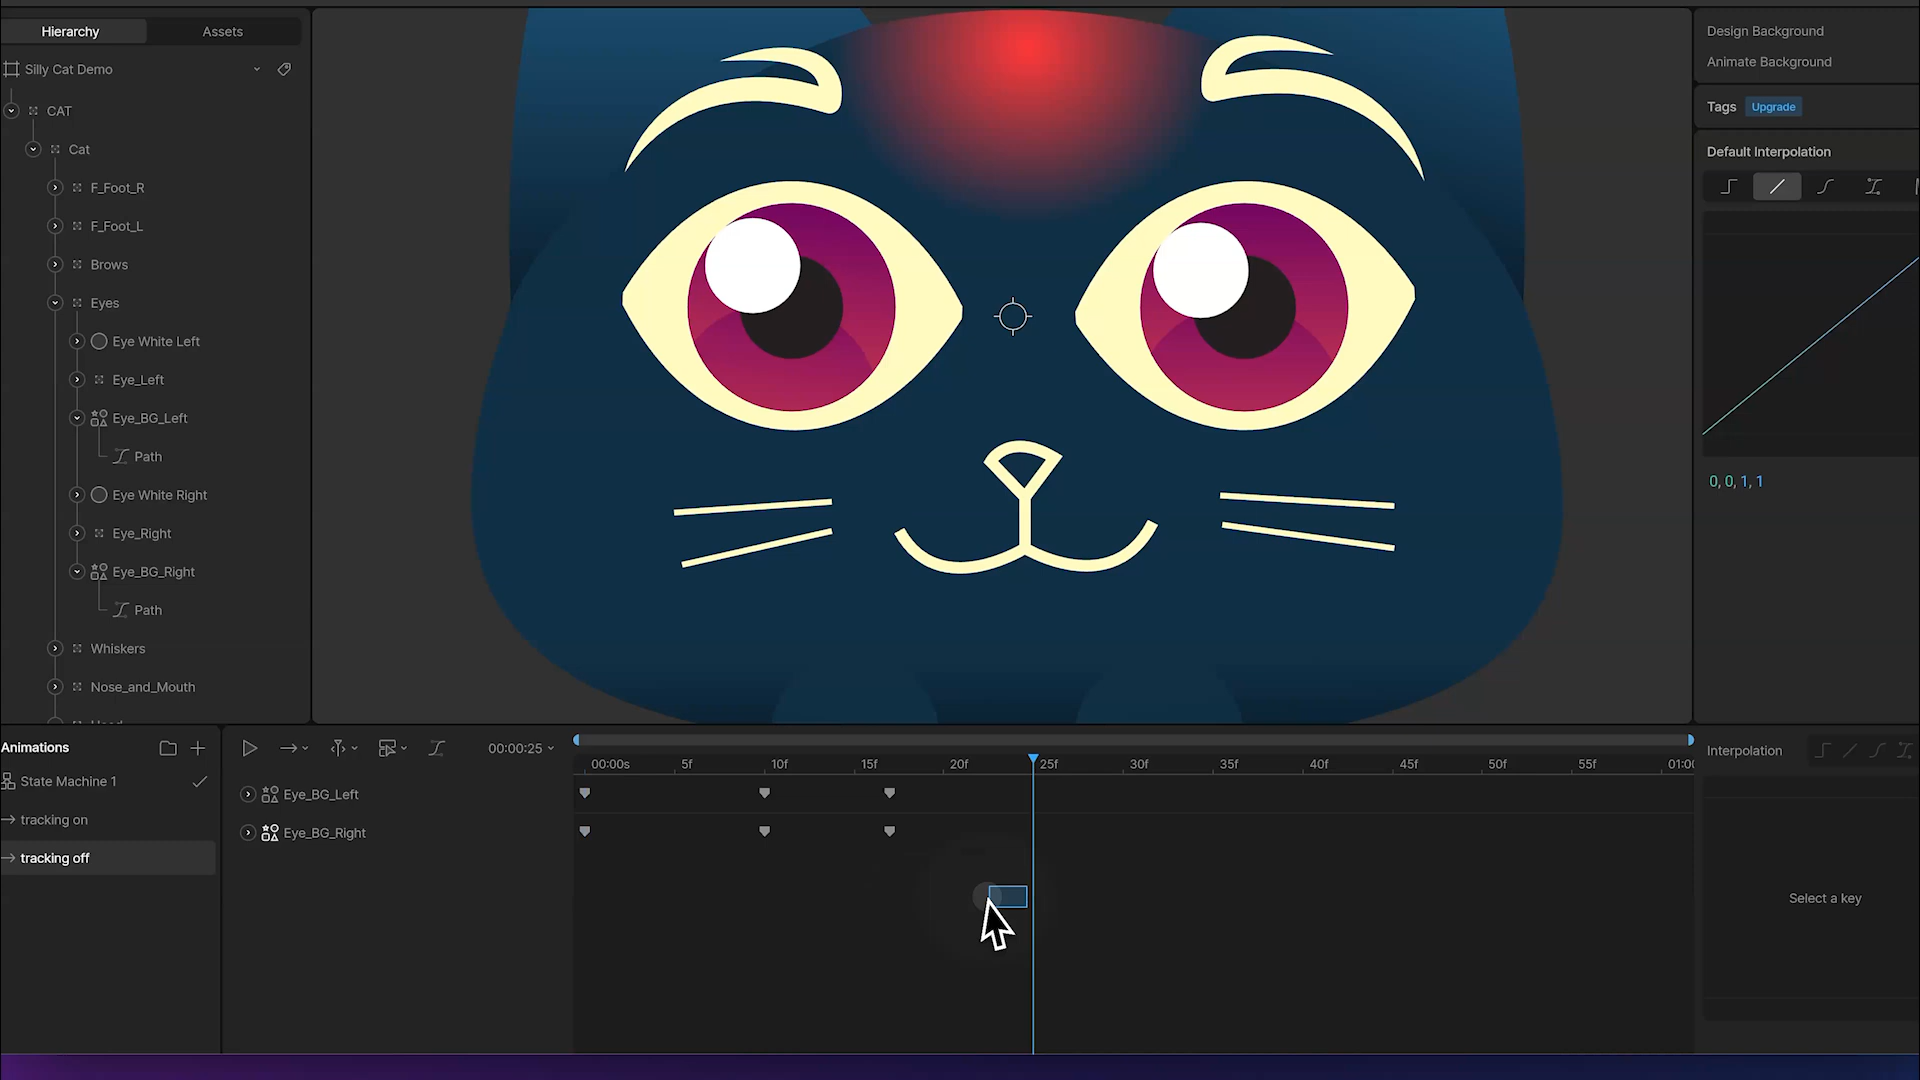 Hierarchy
Assets
Silly Cat Demo
CAT
Cat
F_Foot_R
F_Foot_L
Brows
Eyes
Eye White Left
Eye_Left
Eye_BG_Left
Path
Eye White Right
Eye_Right
Eye_BG_Right
Path
Whiskers
Nose_and_Mouth
Design Background
Animate Background
Tags Upgrade
Default Interpolation
0, 0, 1, 1
Animations
State Machine 1
tracking on
tracking off
00:00:25
00:00s 5f 10f 15f 20f 25f 30f 35f 40f 45f 50f 55f
Eye_BG_Left
Eye_BG_Right
Interpolation
Select a key